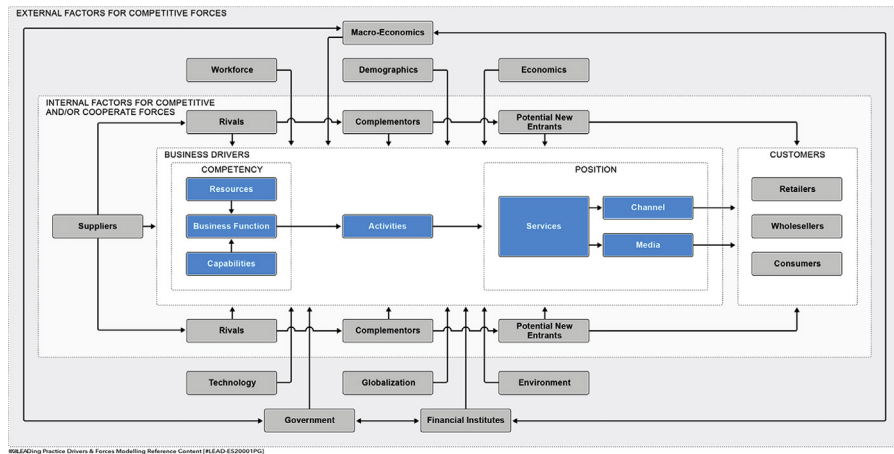 EXTERNAL FACTORS FOR COMPETITIVE FORCES
Macro-Economics
Workforce
Demographics
Economics
INTERNAL FACTORS FOR COMPETITIVE
AND/OR COOPERATE FORCES
Rivals
Complementors
Potential New
Entrants
BUSINESS DRIVERS
COMPETENCY
POSITION
CUSTOMERS
Resources
Business Function
Capabilities
Suppliers
Activities
Services
Channel
Media
Retailers
Wholesellers
Consumers
Rivals
Complementors
Potential New
Entrants
Technology
Globalization
Environment
Government
Financial Institutes
Practice Drivers & Forces Modelling Reference Content [#LEAD-ES20001PG]